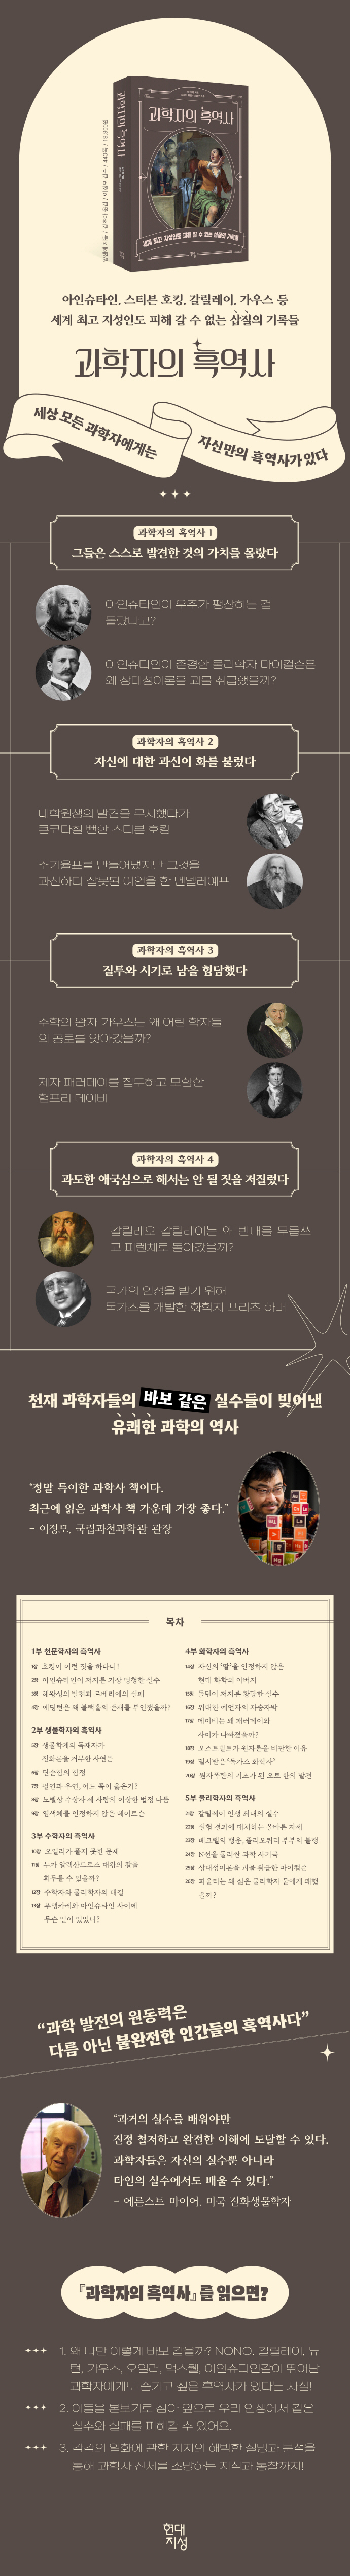 과학자의 흑역사
과학자의 흑역사
세계 최고 지성인도 피해 갈 수 없는 삽질의 기록들
양젠예 지음 / 강초아 옮김 / 이정모 감수 / 440쪽 / 19,900원
아인슈타인, 스티븐 호킹, 갈릴레이, 가우스 등
세계 최고 지성인도 피해 갈 수 없는 삽질의 기록들
과학자의 흑역사
세상 모든 과학자에게는
자신만의 흑역사가 있다
과학자의 흑역사 1
그들은 스스로 발견한 것의 가치를 몰랐다
아인슈타인이 우주가 팽창하는 걸
몰랐다고?
아인슈타인이 존경한 물리학자 마이컬슨은
왜 상대성이론을 괴물 취급했을까?
과학자의 흑역사 2
자신에 대한 과신이 화를 불렀다
대학원생의 발견을 무시했다가
큰코다칠 뻔한 스티븐 호킹
주기율표를 만들어냈지만 그것을
과신하다 잘못된 예언을 한 멘델레예프
과학자의 흑역사 3
질투와 시기로 남을 험담했다
수학의 왕자 가우스는 왜 어린 학자들
의 공로를 앗아갔을까?
제자 패러데이를 질투하고 모함한
험프리 데이비
과학자의 흑역사 4
과도한 애국심으로 해서는 안 될 짓을 저질렀다
갈릴레오 갈릴레이는 왜 반대를 무릅쓰
고 피렌체로 돌아갔을까?
국가의 인정을 받기 위해
독가스를 개발한 화학자 프리츠 하버
천재 과학자들의 바보 같은 실수들이 빚어낸
유쾌한 과학의 역사
“정말 특이한 과학사 책이다.
최근에 읽은 과학사 책 가운데 가장 좋다.”
- 이정모, 국립과천과학관 관장
목차
1부 천문학자의 흑역사
1장 호킹이 이런 짓을 하다니!
2장 아인슈타인이 저지른 가장 멍청한 실수
3장 해왕성의 발견과 르베리에의 실패
4장 에딩턴은 왜 블랙홀의 존재를 부인했을까?
2부 생물학자의 흑역사
5장 생물학계의 독재자가
진화론을 거부한 사연은
6장 단순함의 함정
7장 필연과 우연, 어느 쪽이 옳은가?
8장 노벨상 수상자 세 사람의 이상한 법정 다툼
9장 염색체를 인정하지 않은 베이트슨
3부 수학자의 흑역사
10장 오일러가 풀지 못한 문제
11장 누가 알렉산드로스 대왕의 칼을
휘두를 수 있을까?
12장 수학자와 물리학자의 대결
13장 푸앵카레와 아인슈타인 사이에
무슨 일이 있었나?
4부 화학자의 흑역사
14장 자신의 ‘딸’을 인정하지 않은
현대 화학의 아버지
15장 돌턴이 저지른 황당한 실수
16장 위대한 예언자의 자승자박
17장 데이비는 왜 패러데이와
사이가 나빠졌을까?
18장 오스트발트가 원자론을 비판한 이유
19장 명시받은 ‘독가스 화학자’
20장 원자폭탄의 기초가 된 오토 한의 발견
5부 물리학자의 흑역사
21장 갈릴레이 인생 최대의 실수
22장 실험 결과에 대처하는 올바른 자세
23장 베크렐의 행운, 졸리오퀴리 부부의 불행
24장 N선을 둘러싼 과학 사기극
25장 상대성이론을 괴물 취급한 마이컬슨
26장 파울리는 왜 젊은 물리학자 둘에게 패했
을까?
“과학 발전의 원동력은
다름 아닌 불완전한 인간들의 흑역사다”
“과거의 실수를 배워야만
진정 철저하고 완전한 이해에 도달할 수 있다.
과학자들은 자신의 실수뿐 아니라
타인의 실수에서도 배울 수 있다.”
- 에른스트 마이어, 미국 진화생물학자
『과학자의 흑역사』를 읽으면?
1. 왜 나만 이렇게 바보 같을까? NONO. 갈릴레이, 뉴
턴, 가우스, 오일러, 맥스웰, 아인슈타인같이 뛰어난
과학자에게도 숨기고 싶은 흑역사가 있다는 사실!
2. 이들을 본보기로 삼아 앞으로 우리 인생에서 같은
실수와 실패를 피해갈 수 있어요.
3. 각각의 일화에 관한 저자의 해박한 설명과 분석을
통해 과학사 전체를 조망하는 지식과 통찰까지!
현대
지성